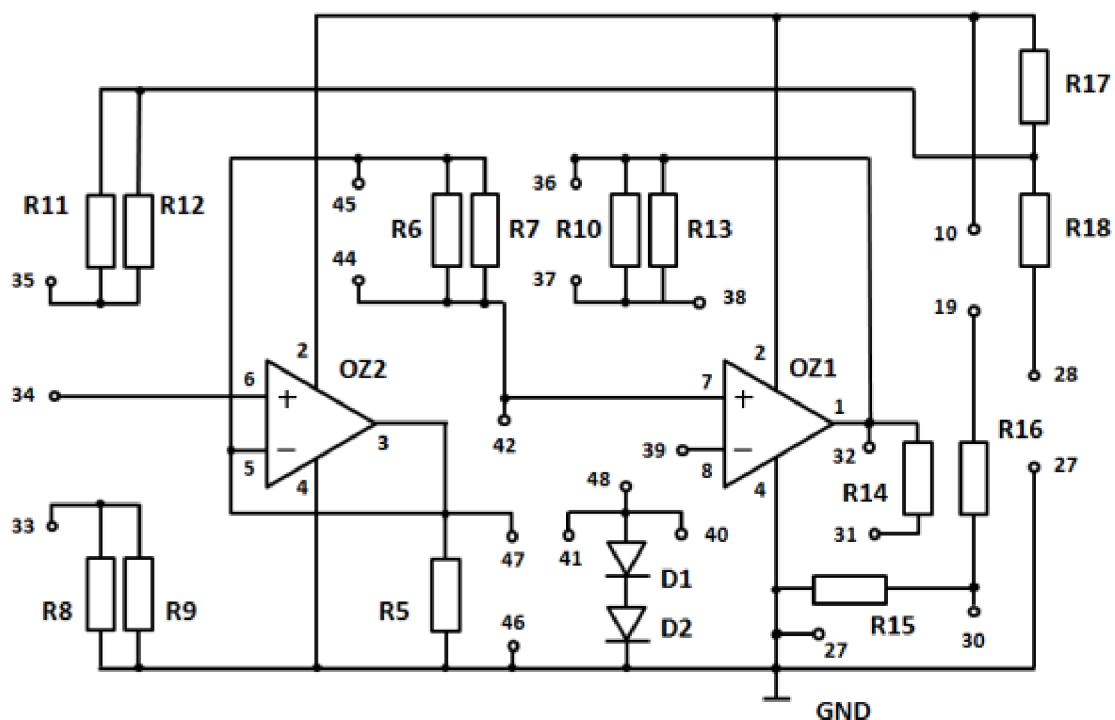 R17
R11 R12
36
45 R6 R7 R10 R13 10 R18
44
35 37 38 19
2 2
34 6 + OZ2 7 + OZ1 28
3 42 1
5 − 39 − 32 R16
4 8 4 27
48 R14
33 41 40 31
47
R8 R9 R5 D1
46 D2 R15 30
27
GND